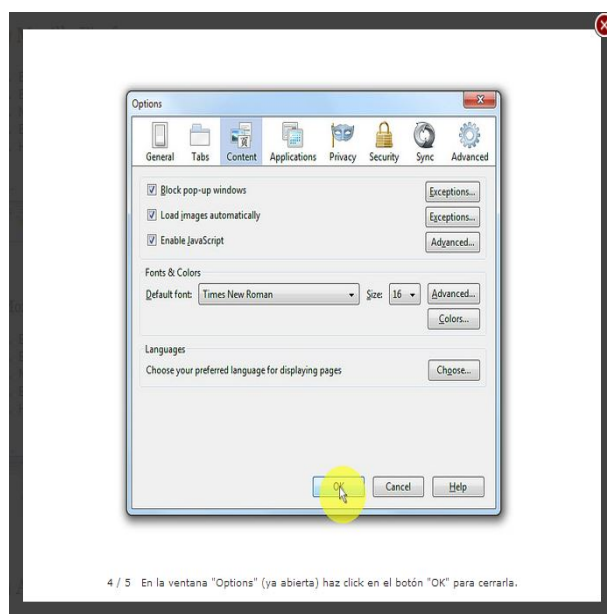 Options
General Tabs Content Applications Privacy Security Sync Advanced
Block pop-up windows Exceptions...
Load images automatically Exceptions...
Enable JavaScript Advanced...
Fonts & Colors
Default font: Times New Roman Size: 16 Advanced...
Colors...
Languages
Choose your preferred language for displaying pages Choose...
OK Cancel Help
4 / 5 En la ventana "Options" (ya abierta) haz click en el botón "OK" para cerrarla.